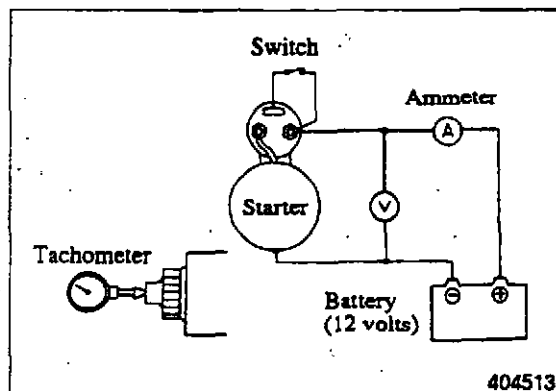 Switch
Ammeter
A
Starter
V
Tachometer
Battery
(12 volts)
⊖ ⊕
404513